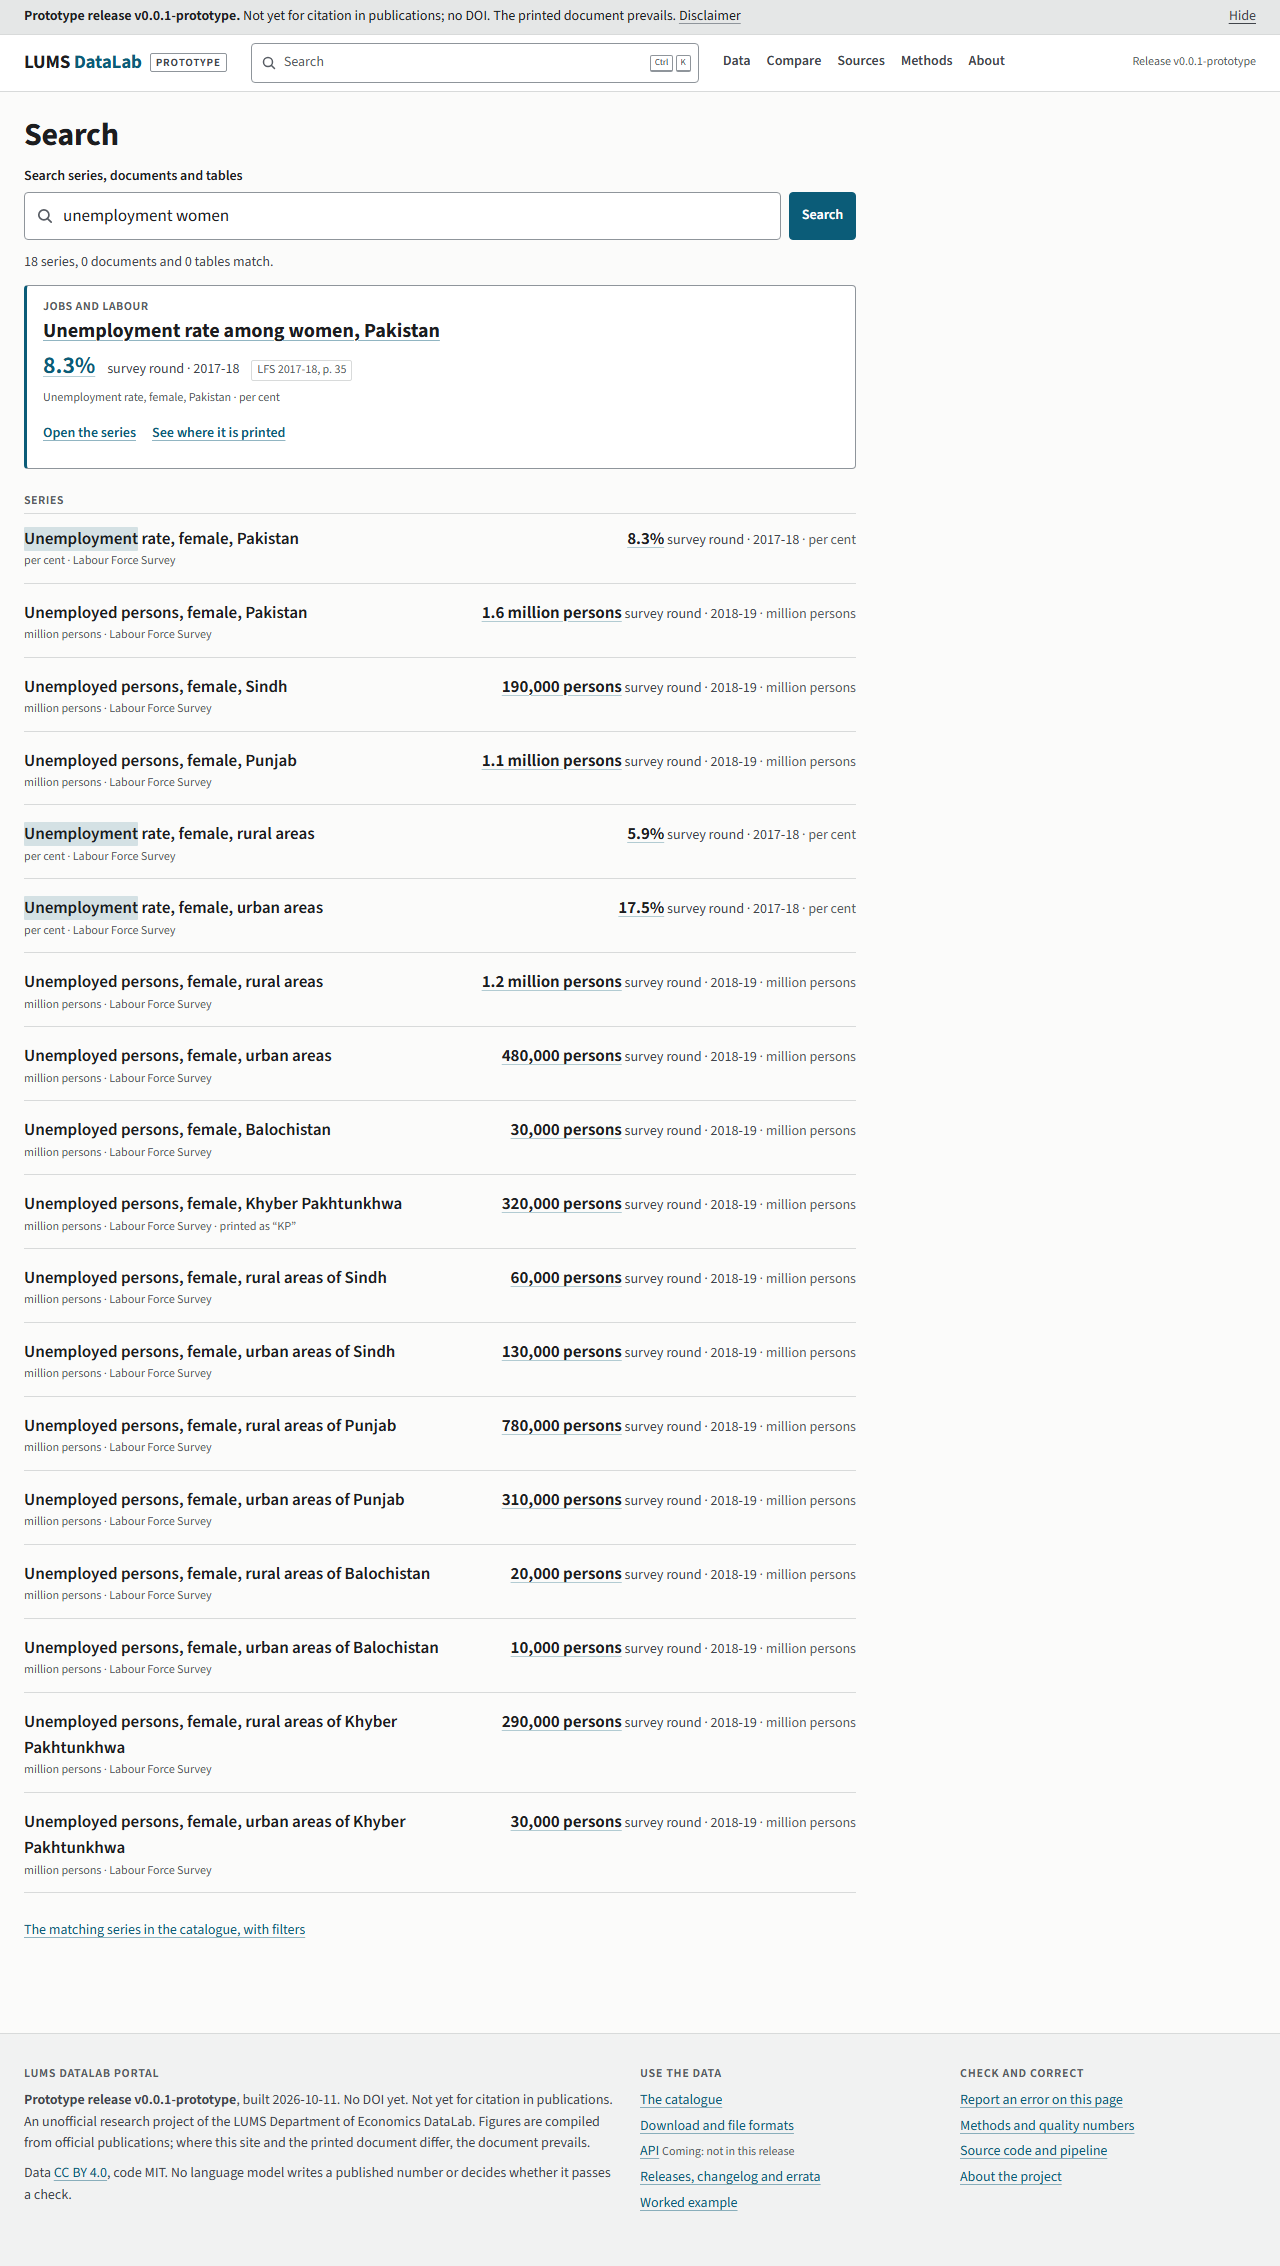 Prototype release v0.0.1-prototype. Not yet for citation in publications; no DOI. The printed document prevails. Disclaimer Hide
LUMS DataLab PROTOTYPE Search Ctrl K Data Compare Sources Methods About Release v0.0.1-prototype
Search
Search series, documents and tables
unemployment women Search
18 series, 0 documents and 0 tables match.
JOBS AND LABOUR
Unemployment rate among women, Pakistan
8.3% survey round · 2017-18 LFS 2017-18, p. 35
Unemployment rate, female, Pakistan · per cent
Open the series See where it is printed
SERIES
Unemployment rate, female, Pakistan 8.3% survey round · 2017-18 · per cent
per cent · Labour Force Survey
Unemployed persons, female, Pakistan 1.6 million persons survey round · 2018-19 · million persons
million persons · Labour Force Survey
Unemployed persons, female, Sindh 190,000 persons survey round · 2018-19 · million persons
million persons · Labour Force Survey
Unemployed persons, female, Punjab 1.1 million persons survey round · 2018-19 · million persons
million persons · Labour Force Survey
Unemployment rate, female, rural areas 5.9% survey round · 2017-18 · per cent
per cent · Labour Force Survey
Unemployment rate, female, urban areas 17.5% survey round · 2017-18 · per cent
per cent · Labour Force Survey
Unemployed persons, female, rural areas 1.2 million persons survey round · 2018-19 · million persons
million persons · Labour Force Survey
Unemployed persons, female, urban areas 480,000 persons survey round · 2018-19 · million persons
million persons · Labour Force Survey
Unemployed persons, female, Balochistan 30,000 persons survey round · 2018-19 · million persons
million persons · Labour Force Survey
Unemployed persons, female, Khyber Pakhtunkhwa 320,000 persons survey round · 2018-19 · million persons
million persons · Labour Force Survey · printed as “KP”
Unemployed persons, female, rural areas of Sindh 60,000 persons survey round · 2018-19 · million persons
million persons · Labour Force Survey
Unemployed persons, female, urban areas of Sindh 130,000 persons survey round · 2018-19 · million persons
million persons · Labour Force Survey
Unemployed persons, female, rural areas of Punjab 780,000 persons survey round · 2018-19 · million persons
million persons · Labour Force Survey
Unemployed persons, female, urban areas of Punjab 310,000 persons survey round · 2018-19 · million persons
million persons · Labour Force Survey
Unemployed persons, female, rural areas of Balochistan 20,000 persons survey round · 2018-19 · million persons
million persons · Labour Force Survey
Unemployed persons, female, urban areas of Balochistan 10,000 persons survey round · 2018-19 · million persons
million persons · Labour Force Survey
Unemployed persons, female, rural areas of Khyber 290,000 persons survey round · 2018-19 · million persons
Pakhtunkhwa
million persons · Labour Force Survey
Unemployed persons, female, urban areas of Khyber 30,000 persons survey round · 2018-19 · million persons
Pakhtunkhwa
million persons · Labour Force Survey
The matching series in the catalogue, with filters
LUMS DATALAB PORTAL
Prototype release v0.0.1-prototype, built 2026-10-11. No DOI yet. Not yet for citation in publications.
An unofficial research project of the LUMS Department of Economics DataLab. Figures are compiled
from official publications; where this site and the printed document differ, the document prevails.
Data CC BY 4.0, code MIT. No language model writes a published number or decides whether it passes
a check.
USE THE DATA
The catalogue
Download and file formats
API Coming: not in this release
Releases, changelog and errata
Worked example
CHECK AND CORRECT
Report an error on this page
Methods and quality numbers
Source code and pipeline
About the project